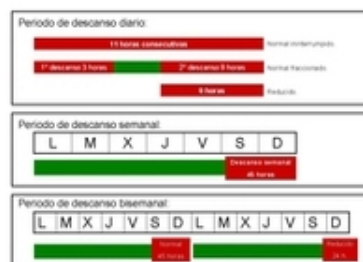 Periodo de descanso diario:
11 horas consecutivas
Normal ininterrumpido.
1º descanso 3 horas 2º descanso 9 horas
Normal fraccionado
9 horas
Reducido.
Periodo de descanso semanal:
L M X J V S D
Descanso semanal
45 horas
Periodo de descanso bisemanal:
L M X J V S D L M X J V S D
Normal Reducido
45 horas 24 h.